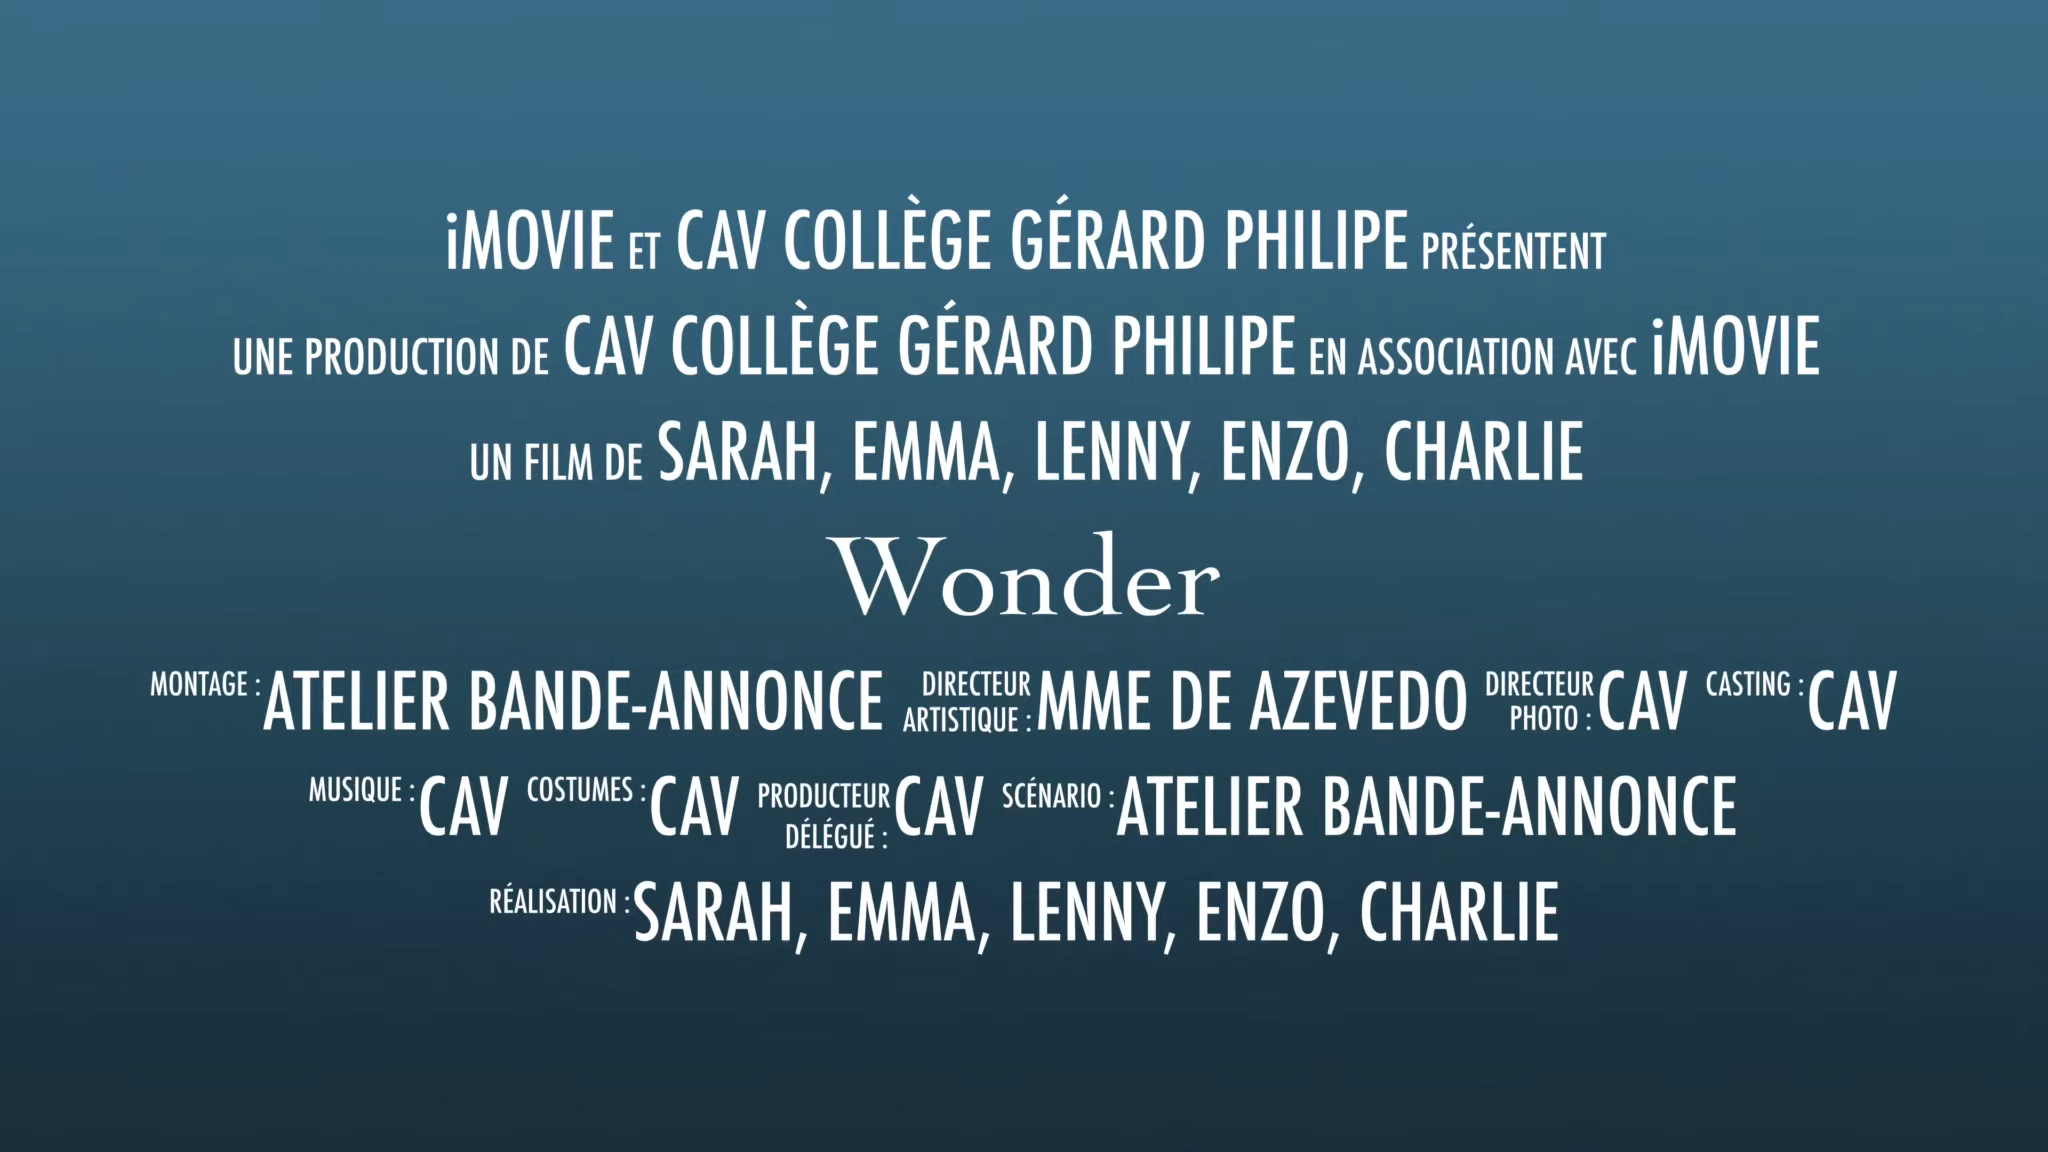 iMOVIE ET CAV COLLÈGE GÉRARD PHILIPE PRÉSENTENT
UNE PRODUCTION DE CAV COLLÈGE GÉRARD PHILIPE EN ASSOCIATION AVEC iMOVIE
UN FILM DE SARAH, EMMA, LENNY, ENZO, CHARLIE
Wonder
MONTAGE : ATELIER BANDE-ANNONCE DIRECTEUR ARTISTIQUE : MME DE AZEVEDO DIRECTEUR PHOTO : CAV CASTING : CAV
MUSIQUE : CAV COSTUMES : CAV PRODUCTEUR DÉLÉGUÉ : CAV SCÉNARIO : ATELIER BANDE-ANNONCE
RÉALISATION : SARAH, EMMA, LENNY, ENZO, CHARLIE